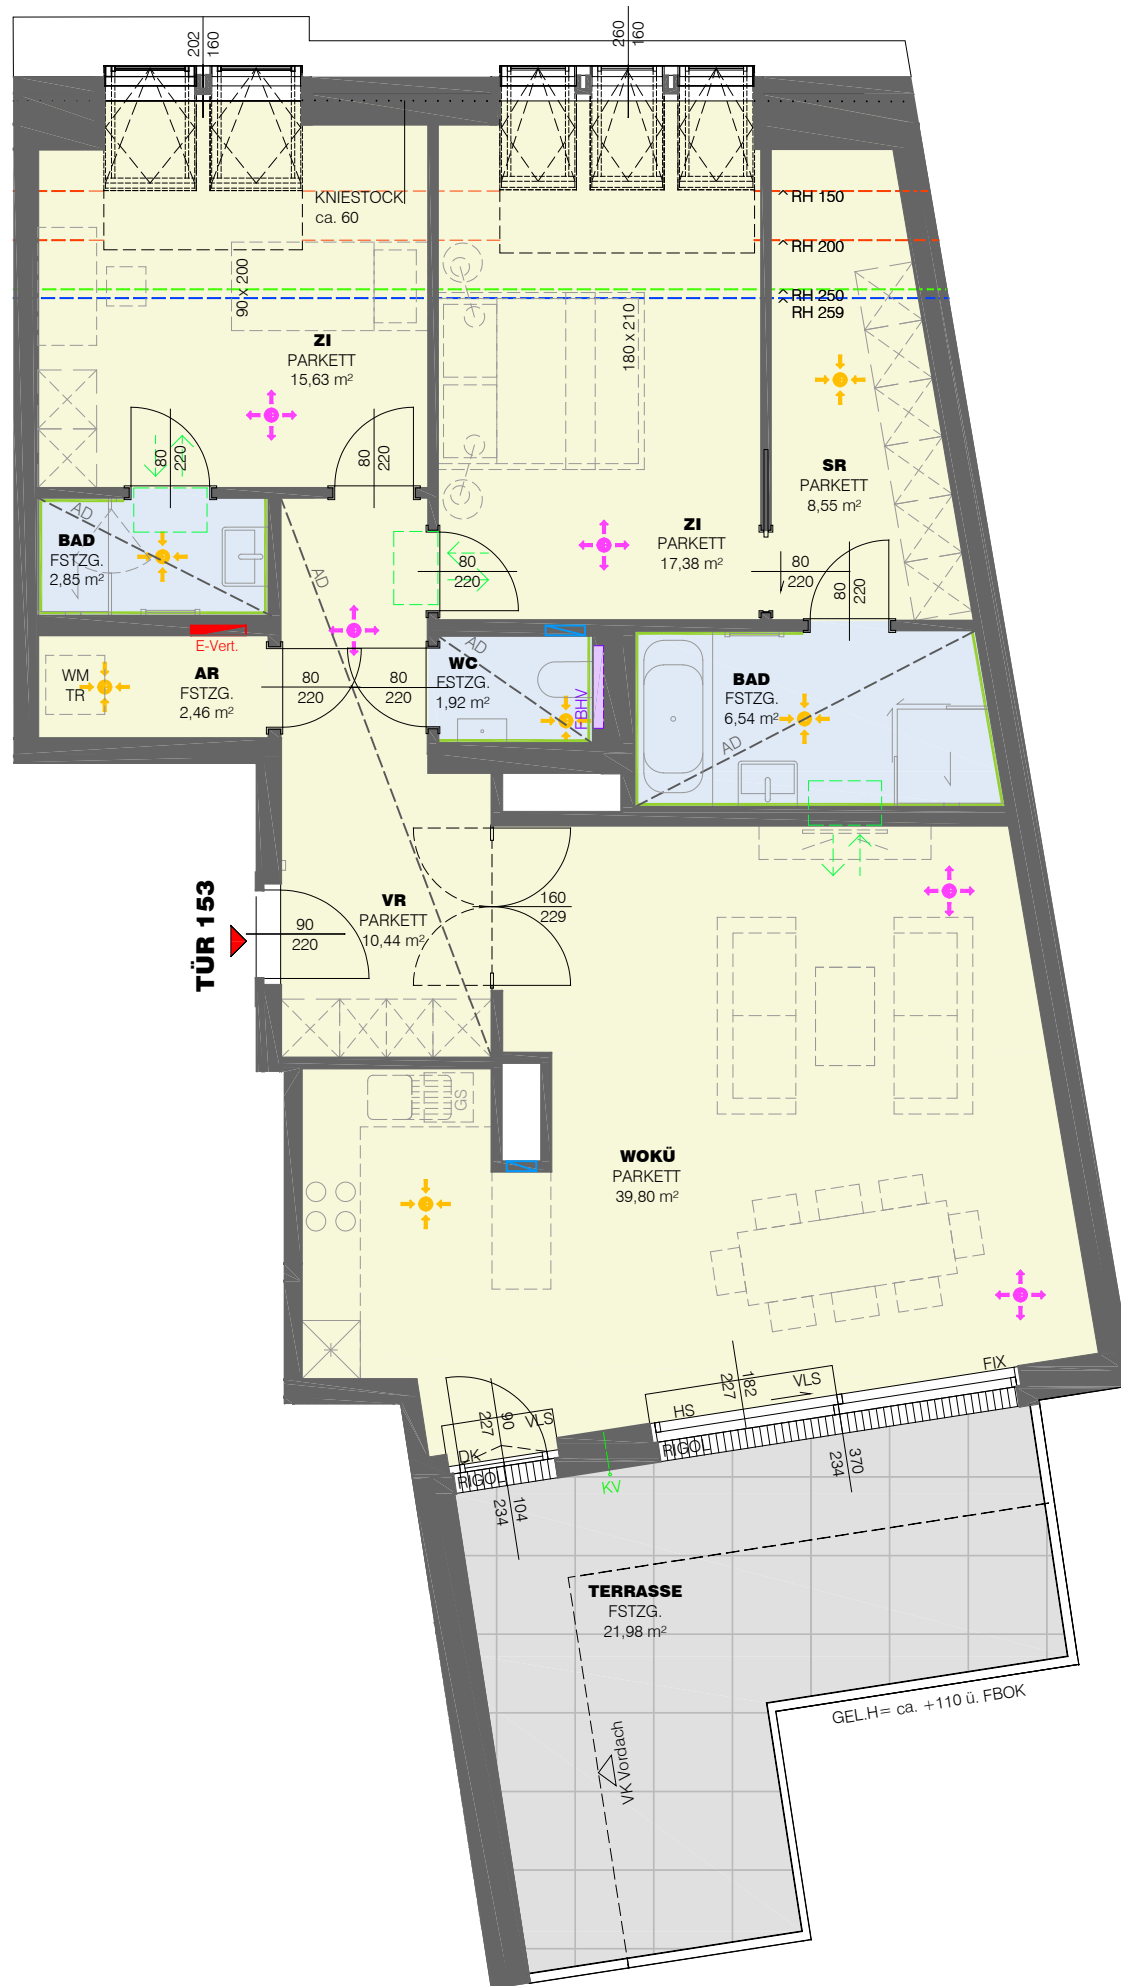 202
160
260
160
KNIESTOCK
ca. 60
^ RH 150
^ RH 200
^ RH 250
^ RH 259
90 x 200
180 x 210
ZI
PARKETT
15,63 m²
80
220
80
220
SR
PARKETT
8,55 m²
ZI
PARKETT
17,38 m²
AD
BAD
FSTZG.
2,85 m²
AD
80
220
80
220
80
220
E-Vert.
WM
TR
AR
FSTZG.
2,46 m²
80
220
80
220
AD
WC
FSTZG.
1,92 m²
FBHV
BAD
FSTZG.
6,54 m²
AD
TÜR 153
90
220
VR
PARKETT
10,44 m²
160
229
GS
WOKÜ
PARKETT
39,80 m²
227
90
VLS
DK
RIGOL
234
104
KV
227
182
VLS
FIX
HS
RIGOL
234
370
TERRASSE
FSTZG.
21,98 m²
GEL.H= ca. +110 ü. FBOK
VK Vordach